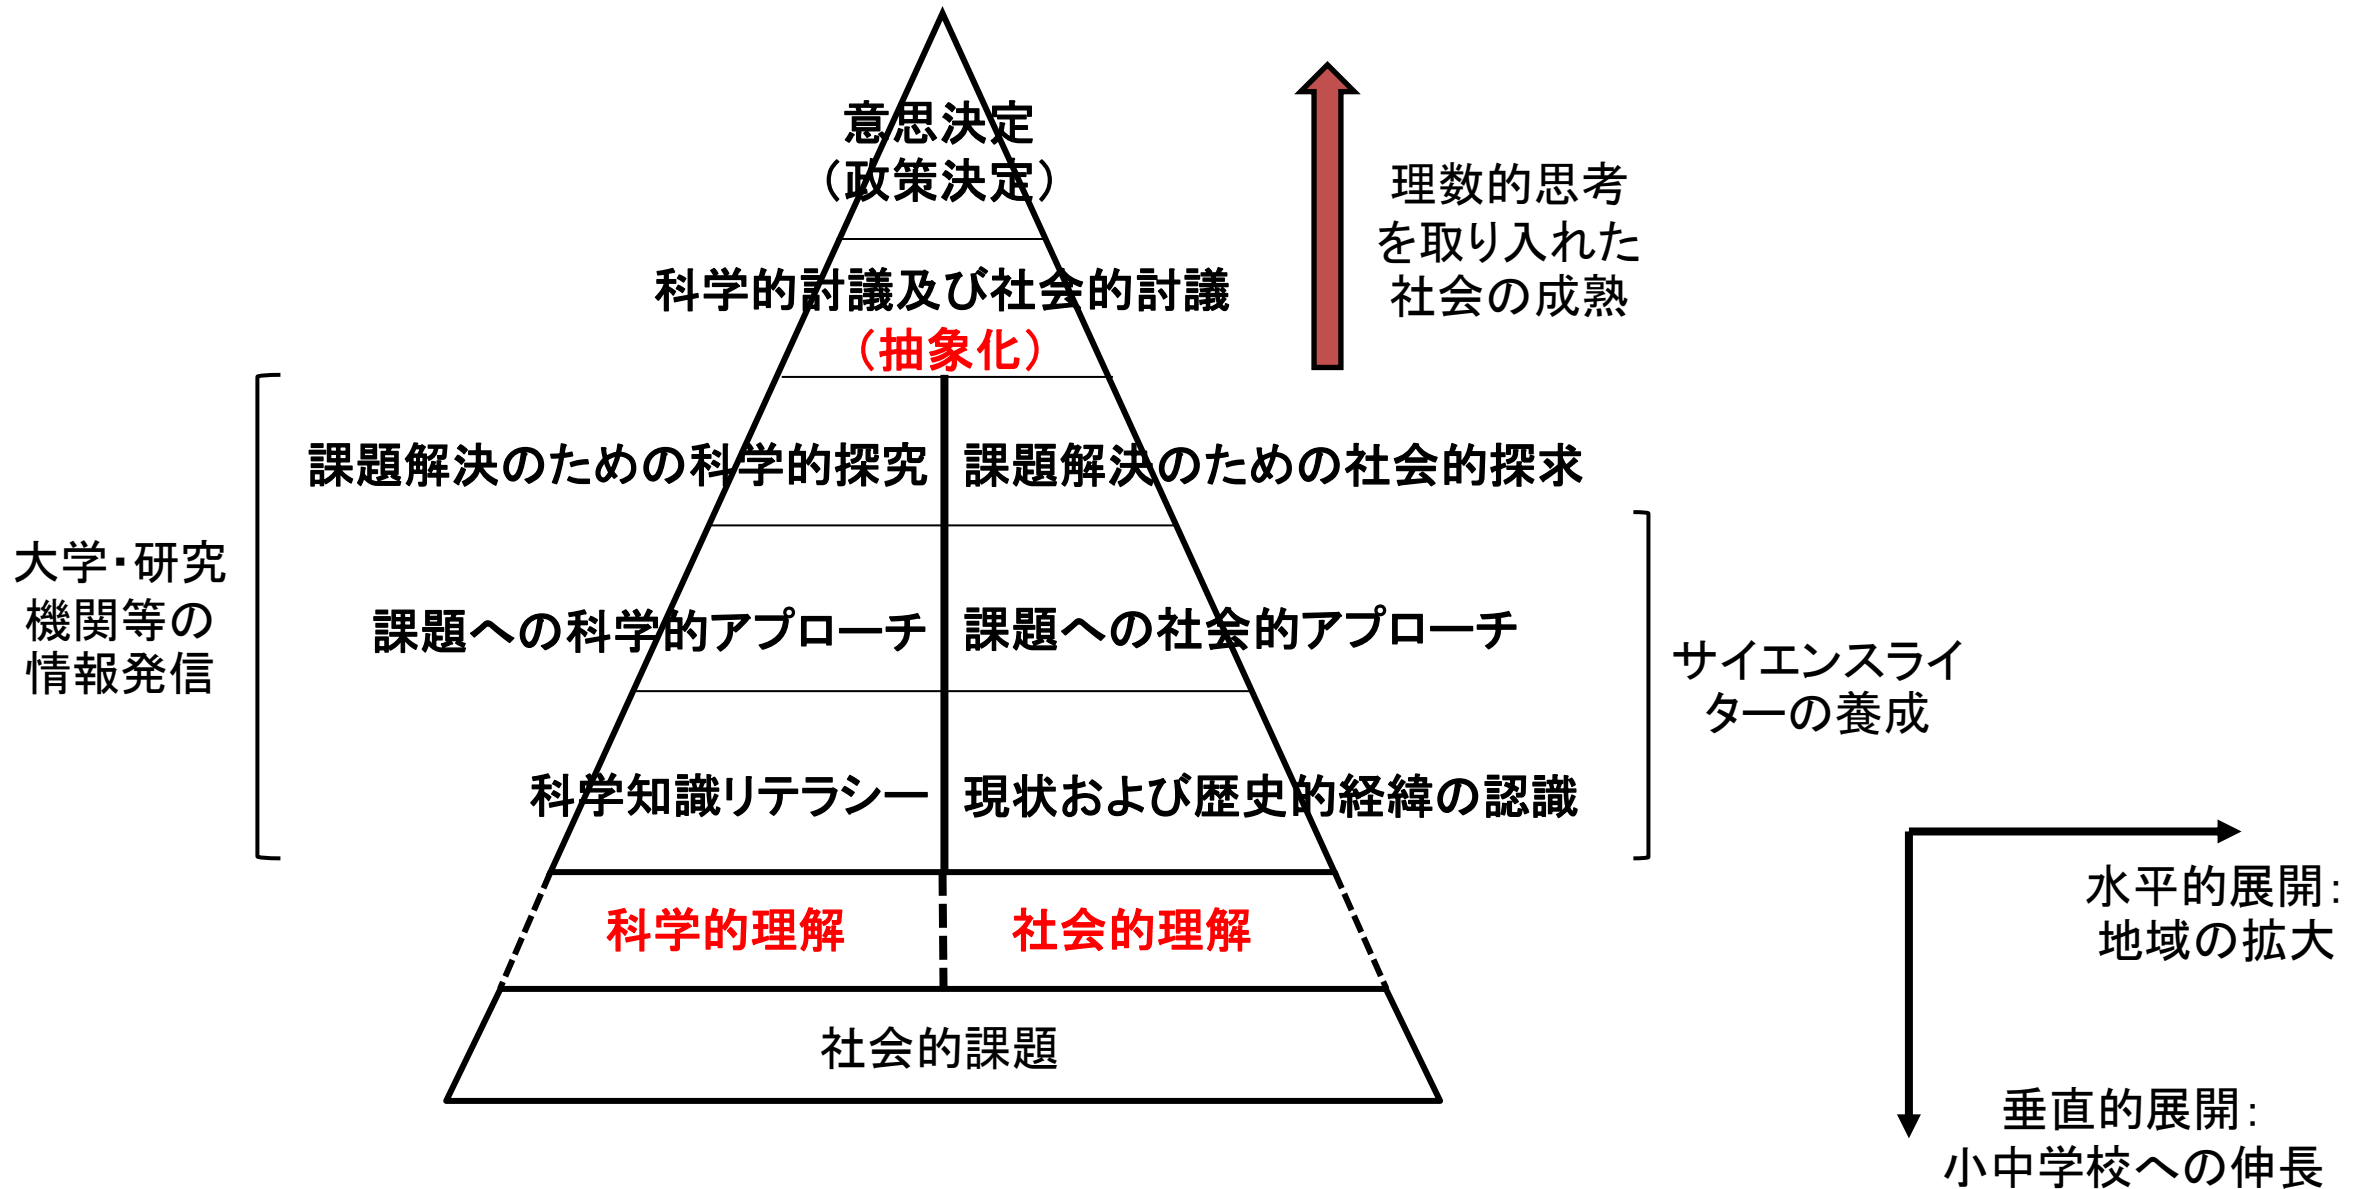 意思決定
（政策決定）
科学的討議及び社会的討議
（抽象化）
理数的思考
を取り入れた
社会の成熟
課題解決のための科学的探究
課題解決のための社会的探求
大学・研究
機関等の
情報発信
課題への科学的アプローチ
課題への社会的アプローチ
サイエンスライ
ターの養成
科学知識リテラシー
現状および歴史的経緯の認識
科学的理解
社会的理解
社会的課題
水平的展開：
地域の拡大
垂直的展開：
小中学校への伸長